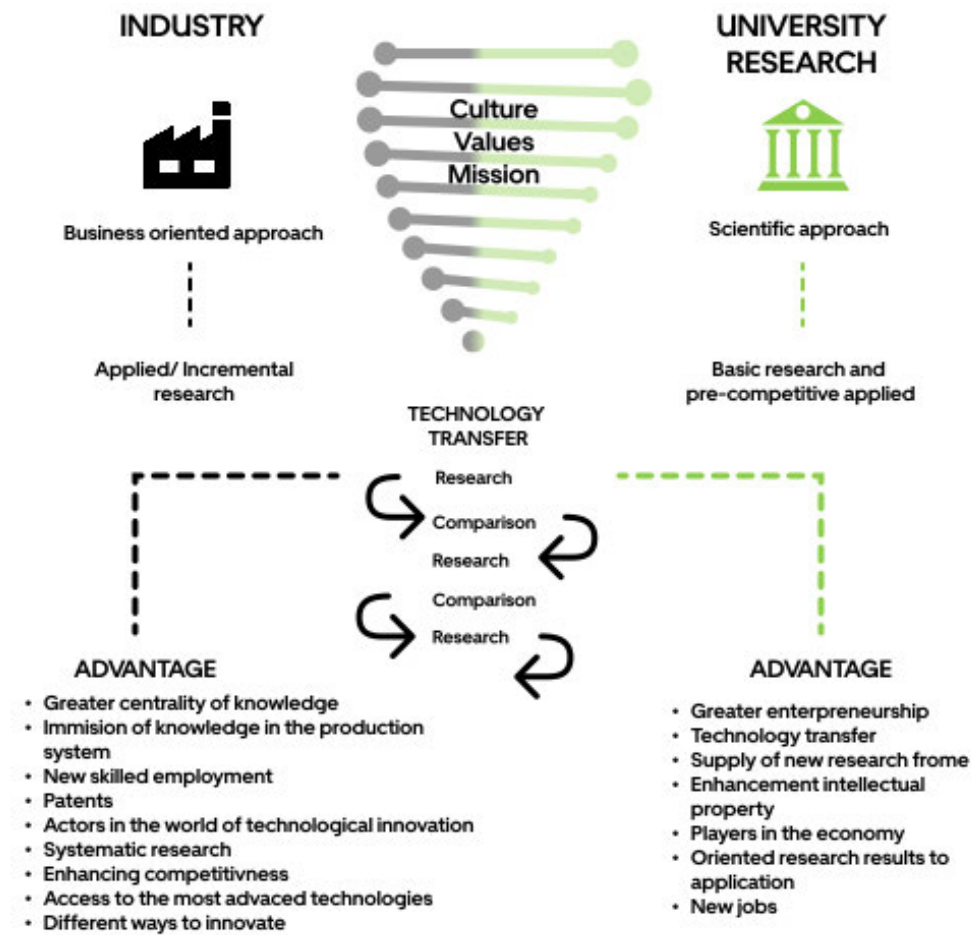 INDUSTRY
Business oriented approach
Applied/ Incremental
research
Culture
Values
Mission
UNIVERSITY
RESEARCH
Scientific approach
Basic research and
pre-competitive applied
TECHNOLOGY
TRANSFER
Research
Comparison
Research
Comparison
Research
ADVANTAGE
• Greater centrality of knowledge
• Immision of knowledge in the production
system
• New skilled employment
• Patents
• Actors in the world of technological innovation
• Systematic research
• Enhancing competitivness
• Access to the most advaced technologies
• Different ways to innovate
ADVANTAGE
• Greater enterpreneurship
• Technology transfer
• Supply of new research frome
• Enhancement intellectual
property
• Players in the economy
• Oriented research results to
application
• New jobs